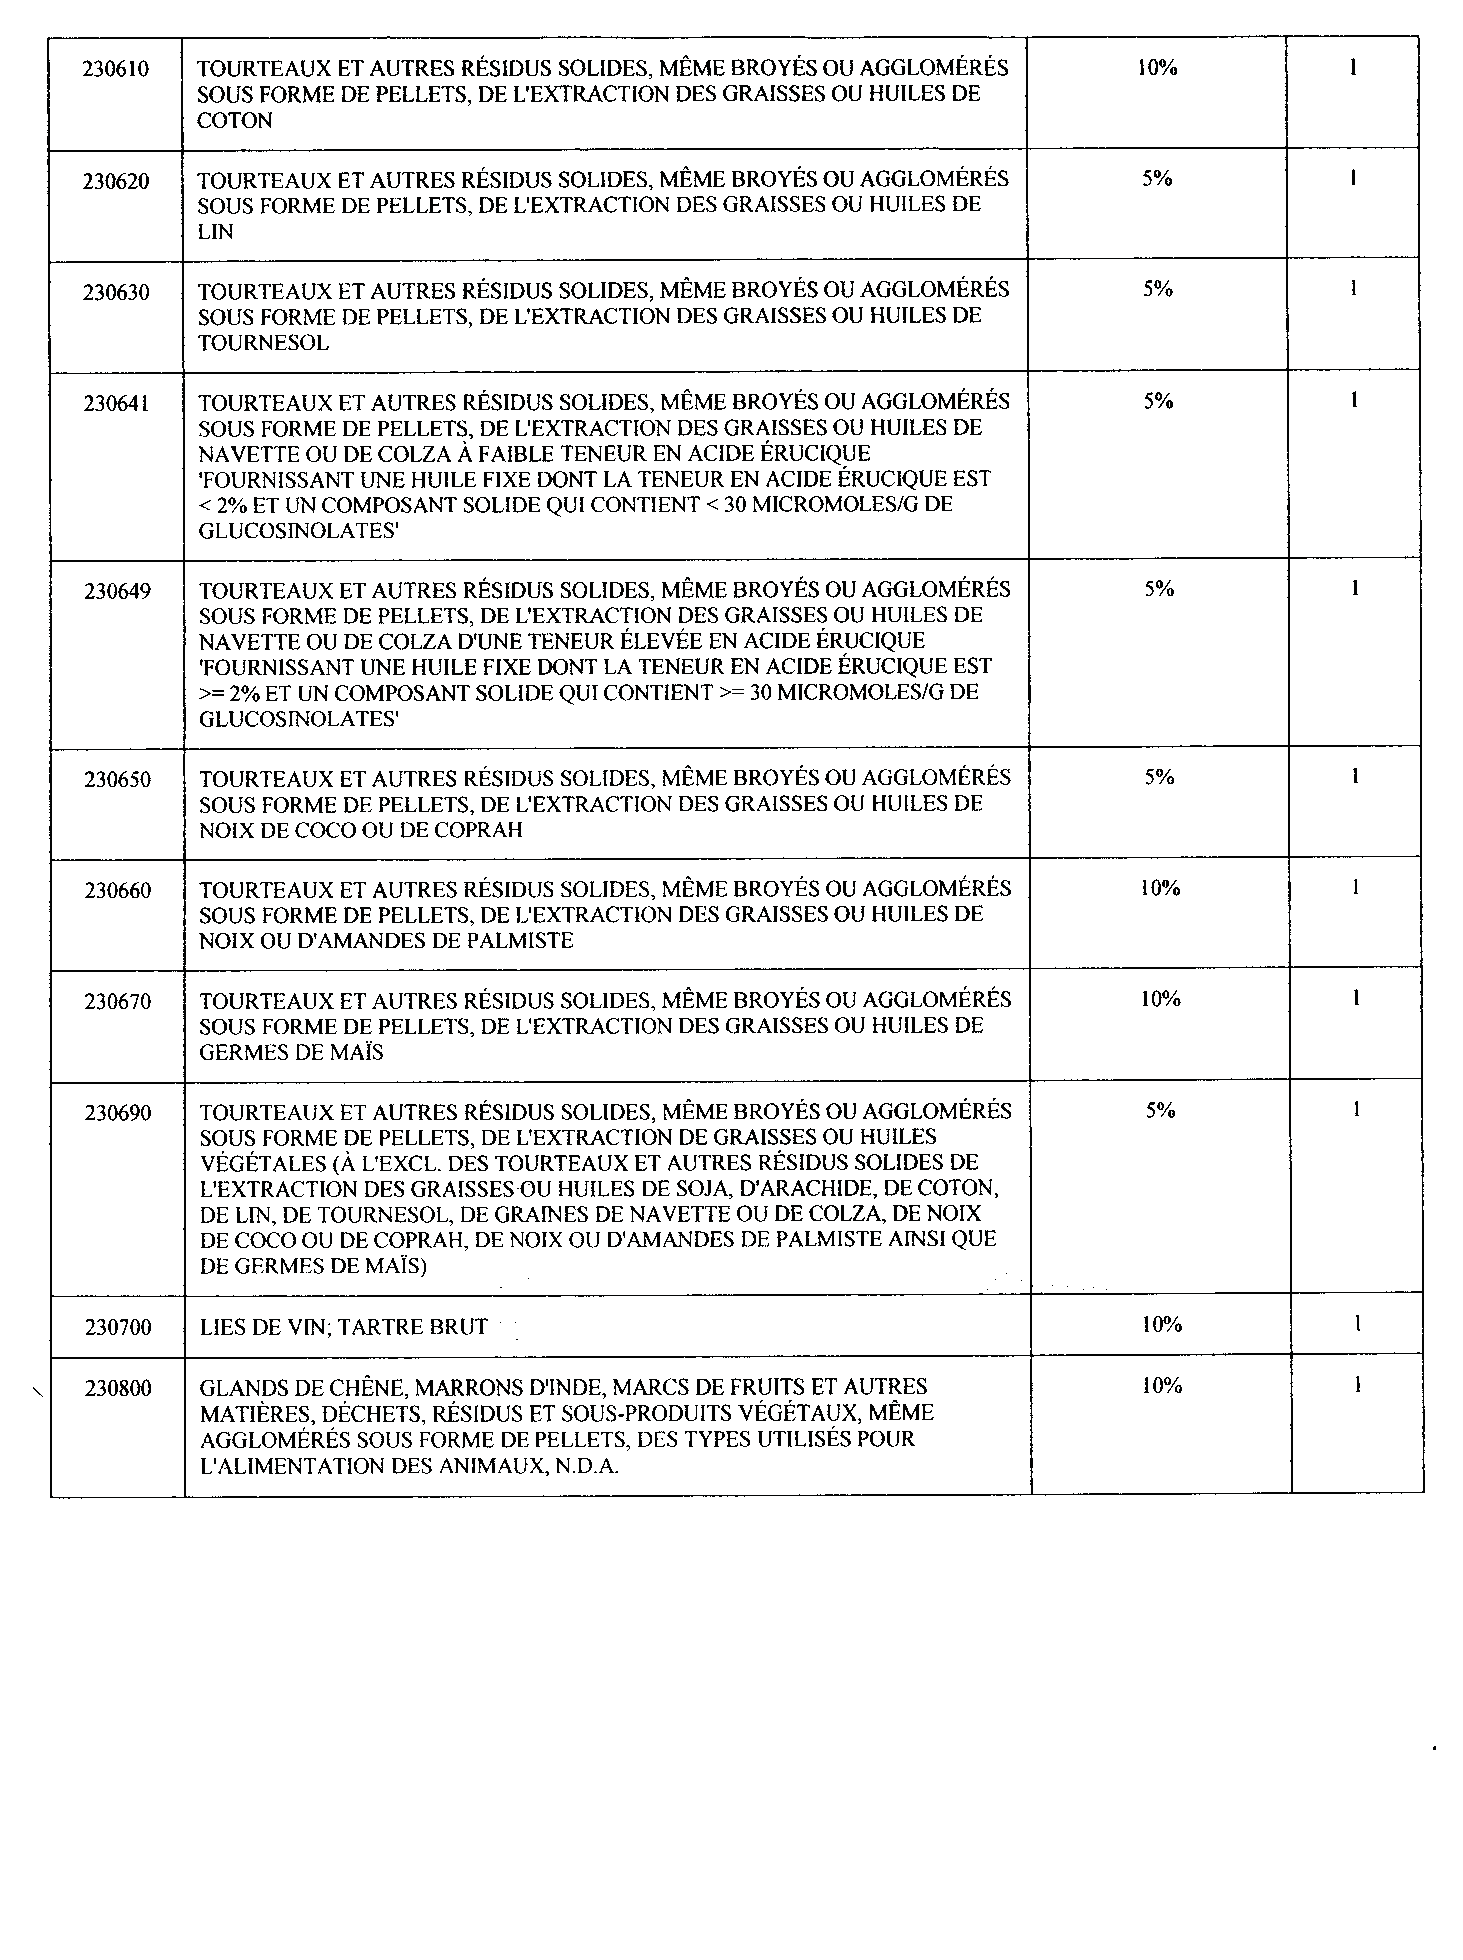 230610 TOURTEAUX ET AUTRES RÉSIDUS SOLIDES, MÊME BROYÉS OU AGGLOMÉRÉS 10% 1
SOUS FORME DE PELLETS, DE L'EXTRACTION DES GRAISSES OU HUILES DE
COTON
230620 TOURTEAUX ET AUTRES RÉSIDUS SOLIDES, MÊME BROYÉS OU AGGLOMÉRÉS 5% 1
SOUS FORME DE PELLETS, DE L'EXTRACTION DES GRAISSES OU HUILES DE
LIN
230630 TOURTEAUX ET AUTRES RÉSIDUS SOLIDES, MÊME BROYÉS OU AGGLOMÉRÉS 5% 1
SOUS FORME DE PELLETS, DE L'EXTRACTION DES GRAISSES OU HUILES DE
TOURNESOL
230641 TOURTEAUX ET AUTRES RÉSIDUS SOLIDES, MÊME BROYÉS OU AGGLOMÉRÉS 5% 1
SOUS FORME DE PELLETS, DE L'EXTRACTION DES GRAISSES OU HUILES DE
NAVETTE OU DE COLZA À FAIBLE TENEUR EN ACIDE ÉRUCIQUE
'FOURNISSANT UNE HUILE FIXE DONT LA TENEUR EN ACIDE ÉRUCIQUE EST
< 2% ET UN COMPOSANT SOLIDE QUI CONTIENT < 30 MICROMOLES/G DE
GLUCOSINOLATES'
230649 TOURTEAUX ET AUTRES RÉSIDUS SOLIDES, MÊME BROYÉS OU AGGLOMÉRÉS 5% 1
SOUS FORME DE PELLETS, DE L'EXTRACTION DES GRAISSES OU HUILES DE
NAVETTE OU DE COLZA D'UNE TENEUR ÉLEVÉE EN ACIDE ÉRUCIQUE
'FOURNISSANT UNE HUILE FIXE DONT LA TENEUR EN ACIDE ÉRUCIQUE EST
>= 2% ET UN COMPOSANT SOLIDE QUI CONTIENT >= 30 MICROMOLES/G DE
GLUCOSINOLATES'
230650 TOURTEAUX ET AUTRES RÉSIDUS SOLIDES, MÊME BROYÉS OU AGGLOMÉRÉS 5% 1
SOUS FORME DE PELLETS, DE L'EXTRACTION DES GRAISSES OU HUILES DE
NOIX DE COCO OU DE COPRAH
230660 TOURTEAUX ET AUTRES RÉSIDUS SOLIDES, MÊME BROYÉS OU AGGLOMÉRÉS 10% 1
SOUS FORME DE PELLETS, DE L'EXTRACTION DES GRAISSES OU HUILES DE
NOIX OU D'AMANDES DE PALMISTE
230670 TOURTEAUX ET AUTRES RÉSIDUS SOLIDES, MÊME BROYÉS OU AGGLOMÉRÉS 10% 1
SOUS FORME DE PELLETS, DE L'EXTRACTION DES GRAISSES OU HUILES DE
GERMES DE MAÏS
230690 TOURTEAUX ET AUTRES RÉSIDUS SOLIDES, MÊME BROYÉS OU AGGLOMÉRÉS 5% 1
SOUS FORME DE PELLETS, DE L'EXTRACTION DE GRAISSES OU HUILES
VÉGÉTALES (À L'EXCL. DES TOURTEAUX ET AUTRES RÉSIDUS SOLIDES DE
L'EXTRACTION DES GRAISSES OU HUILES DE SOJA, D'ARACHIDE, DE COTON,
DE LIN, DE TOURNESOL, DE GRAINES DE NAVETTE OU DE COLZA, DE NOIX
DE COCO OU DE COPRAH, DE NOIX OU D'AMANDES DE PALMISTE AINSI QUE
DE GERMES DE MAÏS)
230700 LIES DE VIN; TARTRE BRUT 10% 1
230800 GLANDS DE CHÊNE, MARRONS D'INDE, MARCS DE FRUITS ET AUTRES 10% 1
MATIÈRES, DÉCHETS, RÉSIDUS ET SOUS-PRODUITS VÉGÉTAUX, MÊME
AGGLOMÉRÉS SOUS FORME DE PELLETS, DES TYPES UTILISÉS POUR
L'ALIMENTATION DES ANIMAUX, N.D.A.